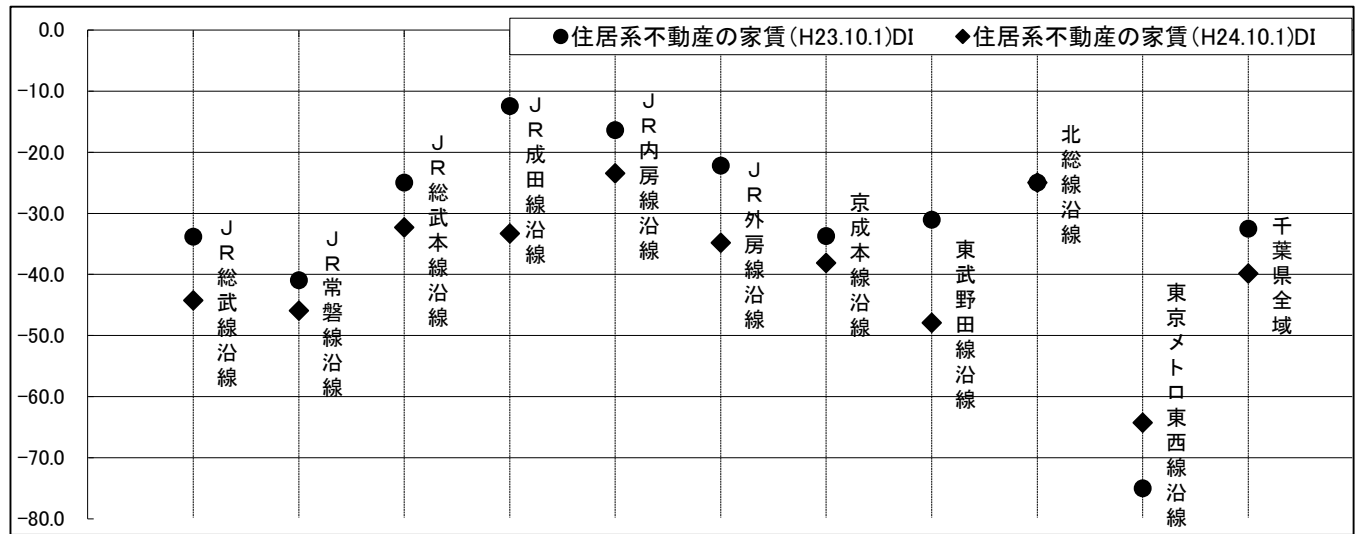 0.0
-10.0
-20.0
-30.0
-40.0
-50.0
-60.0
-70.0
-80.0
●住居系不動産の家賃(H23.10.1)DI ◆住居系不動産の家賃(H24.10.1)DI
JR総武線沿線
JR常磐線沿線
JR総武本線沿線
JR成田線沿線
JR内房線沿線
JR外房線沿線
京成本線沿線
東武野田線沿線
北総線沿線
東京メトロ東西線沿線
千葉県全域